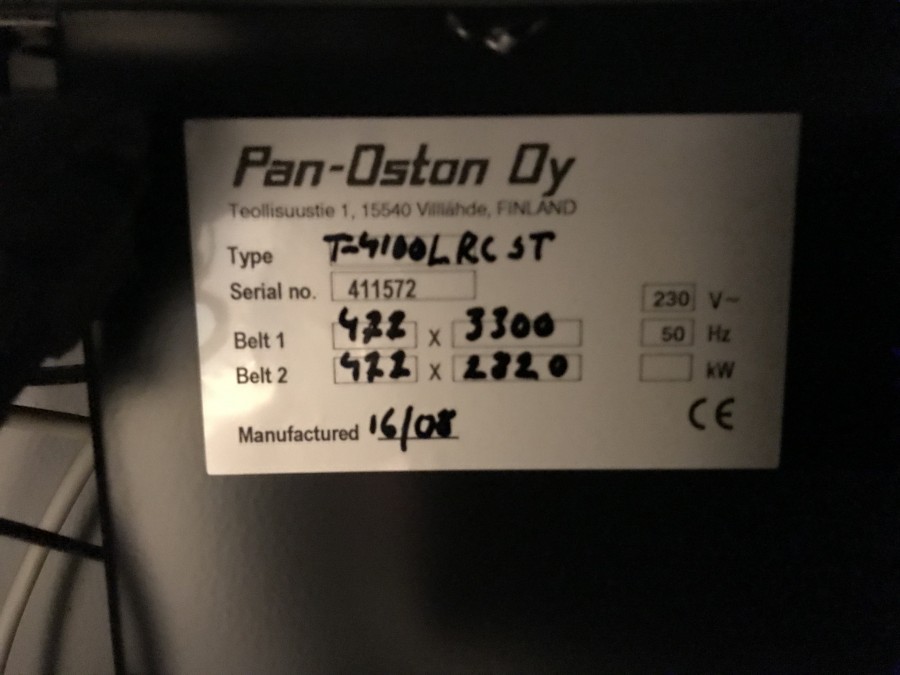 Pan-Oston Oy
Teollisuustie 1, 15540 Villähde, FINLAND
Type T-4100LRC ST
Serial no. 411572
230 V~
Belt 1 422 x 3300
50 Hz
Belt 2 422 x 2820
kW
CE
Manufactured 16/08